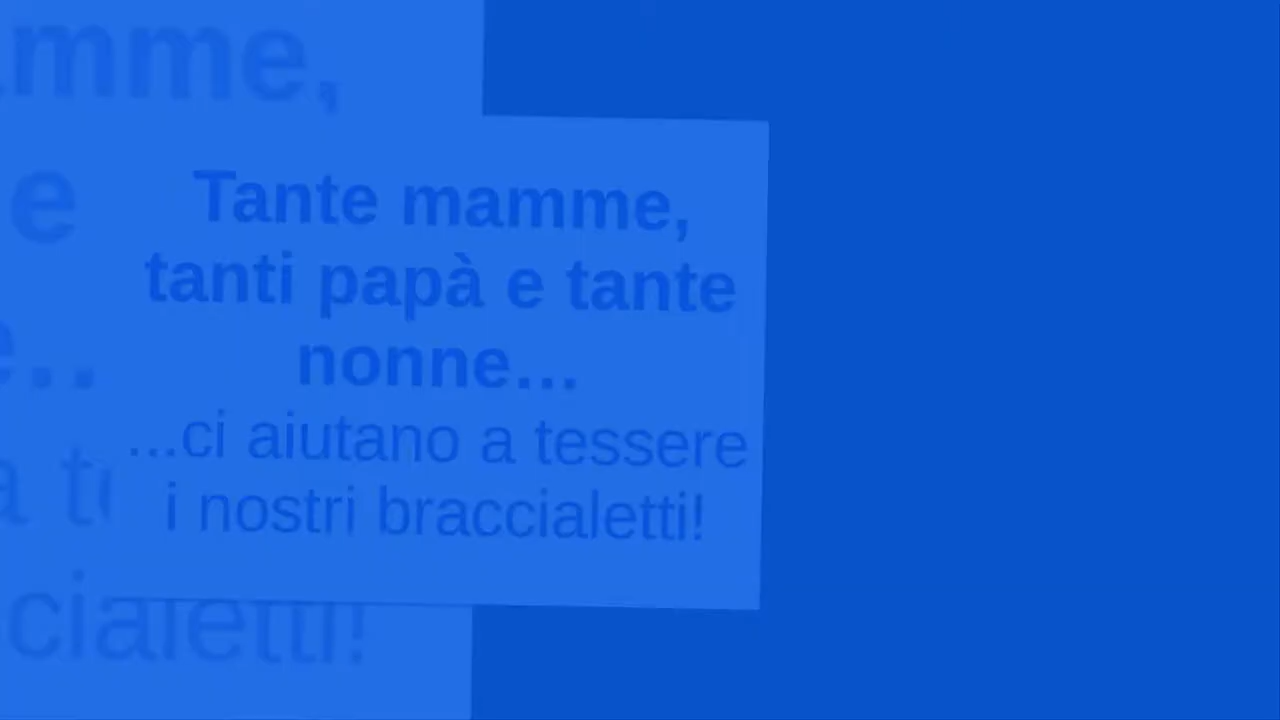 Tante mamme,
tanti papà e tante
nonne...
...ci aiutano a tessere
i nostri braccialetti!